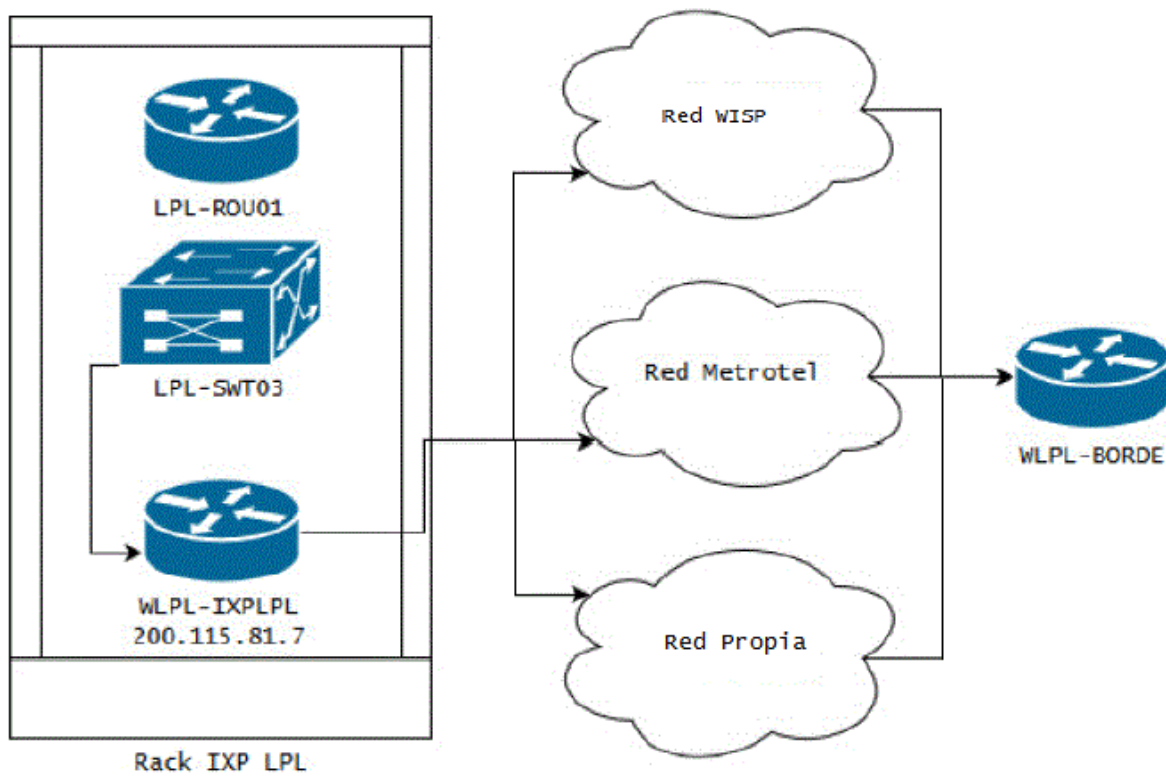 LPL-ROU01
LPL-SWT03
WLPL-IXPLPL
200.115.81.7
Rack IXP LPL
Red WISP
Red Metrotel
Red Propia
WLPL-BORDE